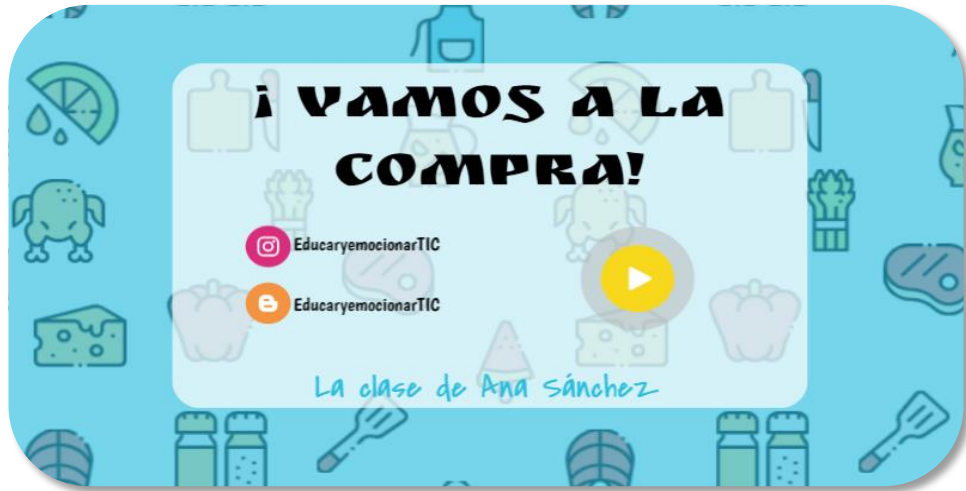 ¡ VAMOS A LA
COMPRA!
EducaryemocionarTIC
EducaryemocionarTIC
La clase de Ana Sánchez